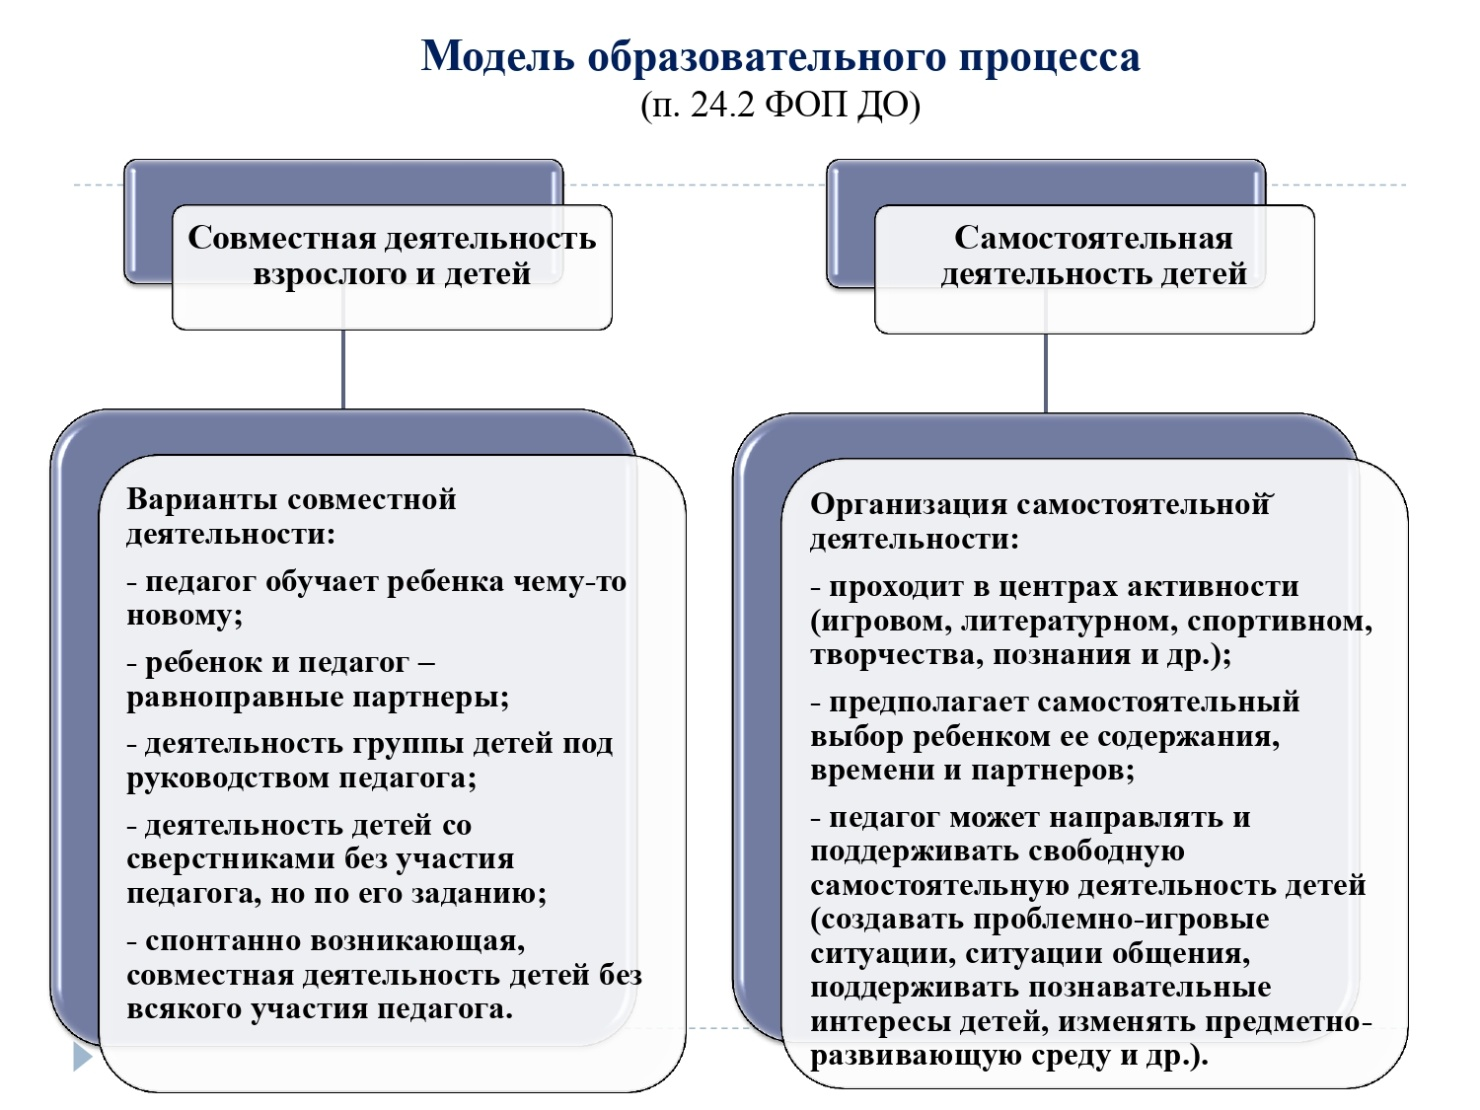 Модель образовательного процесса
(п. 24.2 ФОП ДО)
Совместная деятельность
взрослого и детей
Варианты совместной
деятельности:
- педагог обучает ребенка чему-то
новому;
- ребенок и педагог –
равноправные партнеры;
- деятельность группы детей под
руководством педагога;
- деятельность детей со
сверстниками без участия
педагога, но по его заданию;
- спонтанно возникающая,
совместная деятельность детей без
всякого участия педагога.
Самостоятельная
деятельность детей
Организация самостоятельной
деятельности:
- проходит в центрах активности
(игровом, литературном, спортивном,
творчества, познания и др.);
- предполагает самостоятельный
выбор ребенком ее содержания,
времени и партнеров;
- педагог может направлять и
поддерживать свободную
самостоятельную деятельность детей
(создавать проблемно-игровые
ситуации, ситуации общения,
поддерживать познавательные
интересы детей, изменять предметно-
развивающую среду и др.).